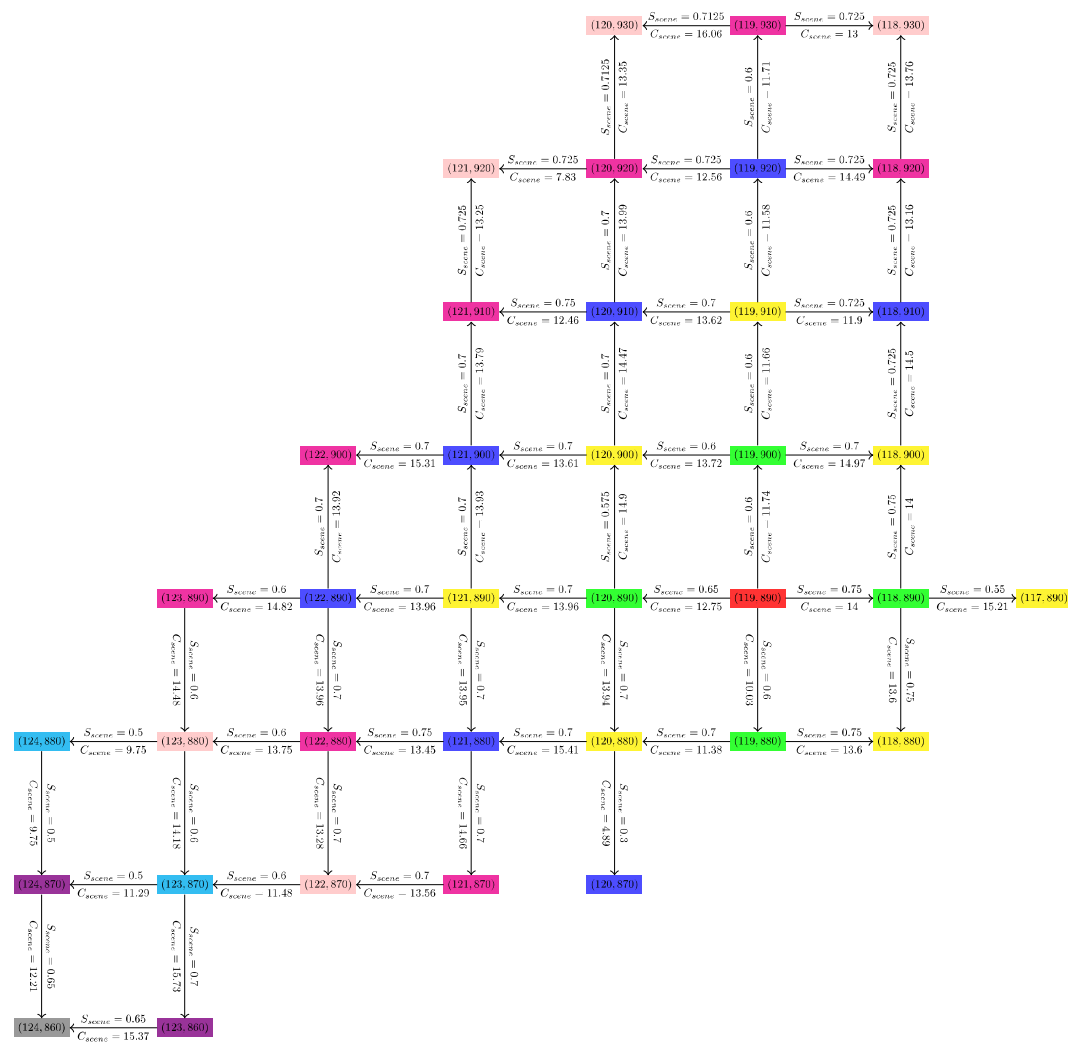 (120, 930)
S_scene = 0.7125
C_scene = 16.06
(119, 930)
S_scene = 0.725
C_scene = 13
(118, 930)
S_scene = 0.7125
C_scene = 13.35
S_scene = 0.6
C_scene = 11.71
S_scene = 0.725
C_scene = 13.76
(121, 920)
S_scene = 0.725
C_scene = 7.83
(120, 920)
S_scene = 0.725
C_scene = 12.56
(119, 920)
S_scene = 0.725
C_scene = 14.49
(118, 920)
S_scene = 0.725
C_scene = 13.25
S_scene = 0.7
C_scene = 13.99
S_scene = 0.6
C_scene = 11.58
S_scene = 0.725
C_scene = 13.16
(121, 910)
S_scene = 0.75
C_scene = 12.46
(120, 910)
S_scene = 0.7
C_scene = 13.62
(119, 910)
S_scene = 0.725
C_scene = 11.9
(118, 910)
S_scene = 0.7
C_scene = 13.79
S_scene = 0.7
C_scene = 14.47
S_scene = 0.6
C_scene = 11.66
S_scene = 0.725
C_scene = 14.5
(122, 900)
S_scene = 0.7
C_scene = 15.31
(121, 900)
S_scene = 0.7
C_scene = 13.61
(120, 900)
S_scene = 0.6
C_scene = 13.72
(119, 900)
S_scene = 0.7
C_scene = 14.97
(118, 900)
S_scene = 0.7
C_scene = 13.92
S_scene = 0.7
C_scene = 13.93
S_scene = 0.575
C_scene = 14.9
S_scene = 0.6
C_scene = 11.74
S_scene = 0.75
C_scene = 14
(123, 890)
S_scene = 0.6
C_scene = 14.82
(122, 890)
S_scene = 0.7
C_scene = 13.96
(121, 890)
S_scene = 0.7
C_scene = 13.96
(120, 890)
S_scene = 0.65
C_scene = 12.75
(119, 890)
S_scene = 0.75
C_scene = 14
(118, 890)
S_scene = 0.55
C_scene = 15.21
(117, 890)
S_scene = 0.6
C_scene = 14.48
S_scene = 0.7
C_scene = 13.96
S_scene = 0.7
C_scene = 13.95
S_scene = 0.7
C_scene = 13.94
S_scene = 0.6
C_scene = 10.03
S_scene = 0.75
C_scene = 13.6
(124, 880)
S_scene = 0.5
C_scene = 9.75
(123, 880)
S_scene = 0.6
C_scene = 13.75
(122, 880)
S_scene = 0.75
C_scene = 13.45
(121, 880)
S_scene = 0.7
C_scene = 15.41
(120, 880)
S_scene = 0.7
C_scene = 11.38
(119, 880)
S_scene = 0.75
C_scene = 13.6
(118, 880)
S_scene = 0.5
C_scene = 9.75
S_scene = 0.6
C_scene = 14.18
S_scene = 0.7
C_scene = 13.28
S_scene = 0.7
C_scene = 14.66
S_scene = 0.3
C_scene = 4.89
(124, 870)
S_scene = 0.5
C_scene = 11.29
(123, 870)
S_scene = 0.6
C_scene = 11.48
(122, 870)
S_scene = 0.7
C_scene = 13.56
(121, 870)
(120, 870)
S_scene = 0.65
C_scene = 12.21
S_scene = 0.7
C_scene = 15.73
(124, 860)
S_scene = 0.65
C_scene = 15.37
(123, 860)